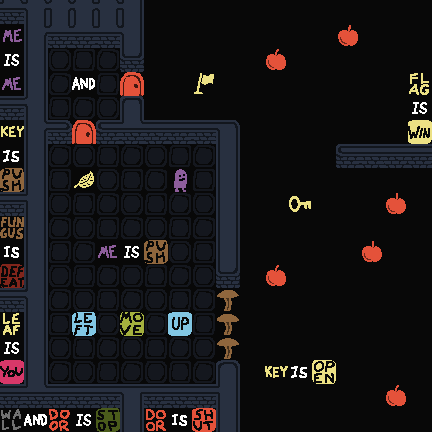 ME
IS
ME
AND
FLAG
IS
WIN
KEY
IS
PUSH
FUNGUS
IS
DEFEAT
ME IS PUSH
LEAF
IS
YOU
LEFT MOVE UP
KEY IS OPEN
WALL AND DOOR IS STOP
DOOR IS SHUT